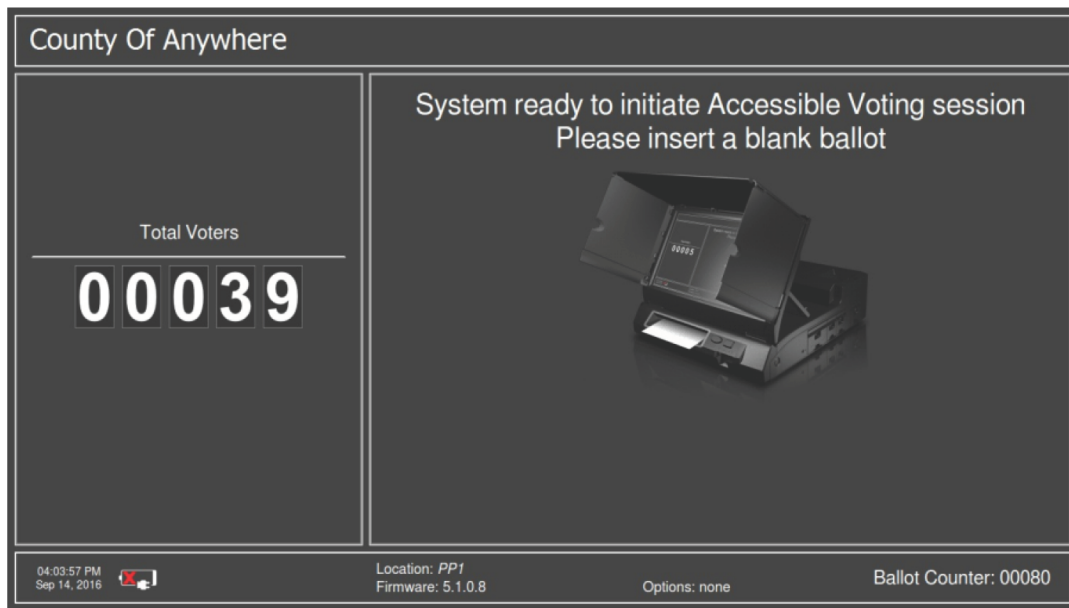 County Of Anywhere
Total Voters
00039
System ready to initiate Accessible Voting session
Please insert a blank ballot
00005
04:03:57 PM
Sep 14, 2016
Location: PP1
Firmware: 5.1.0.8
Options: none
Ballot Counter: 00080